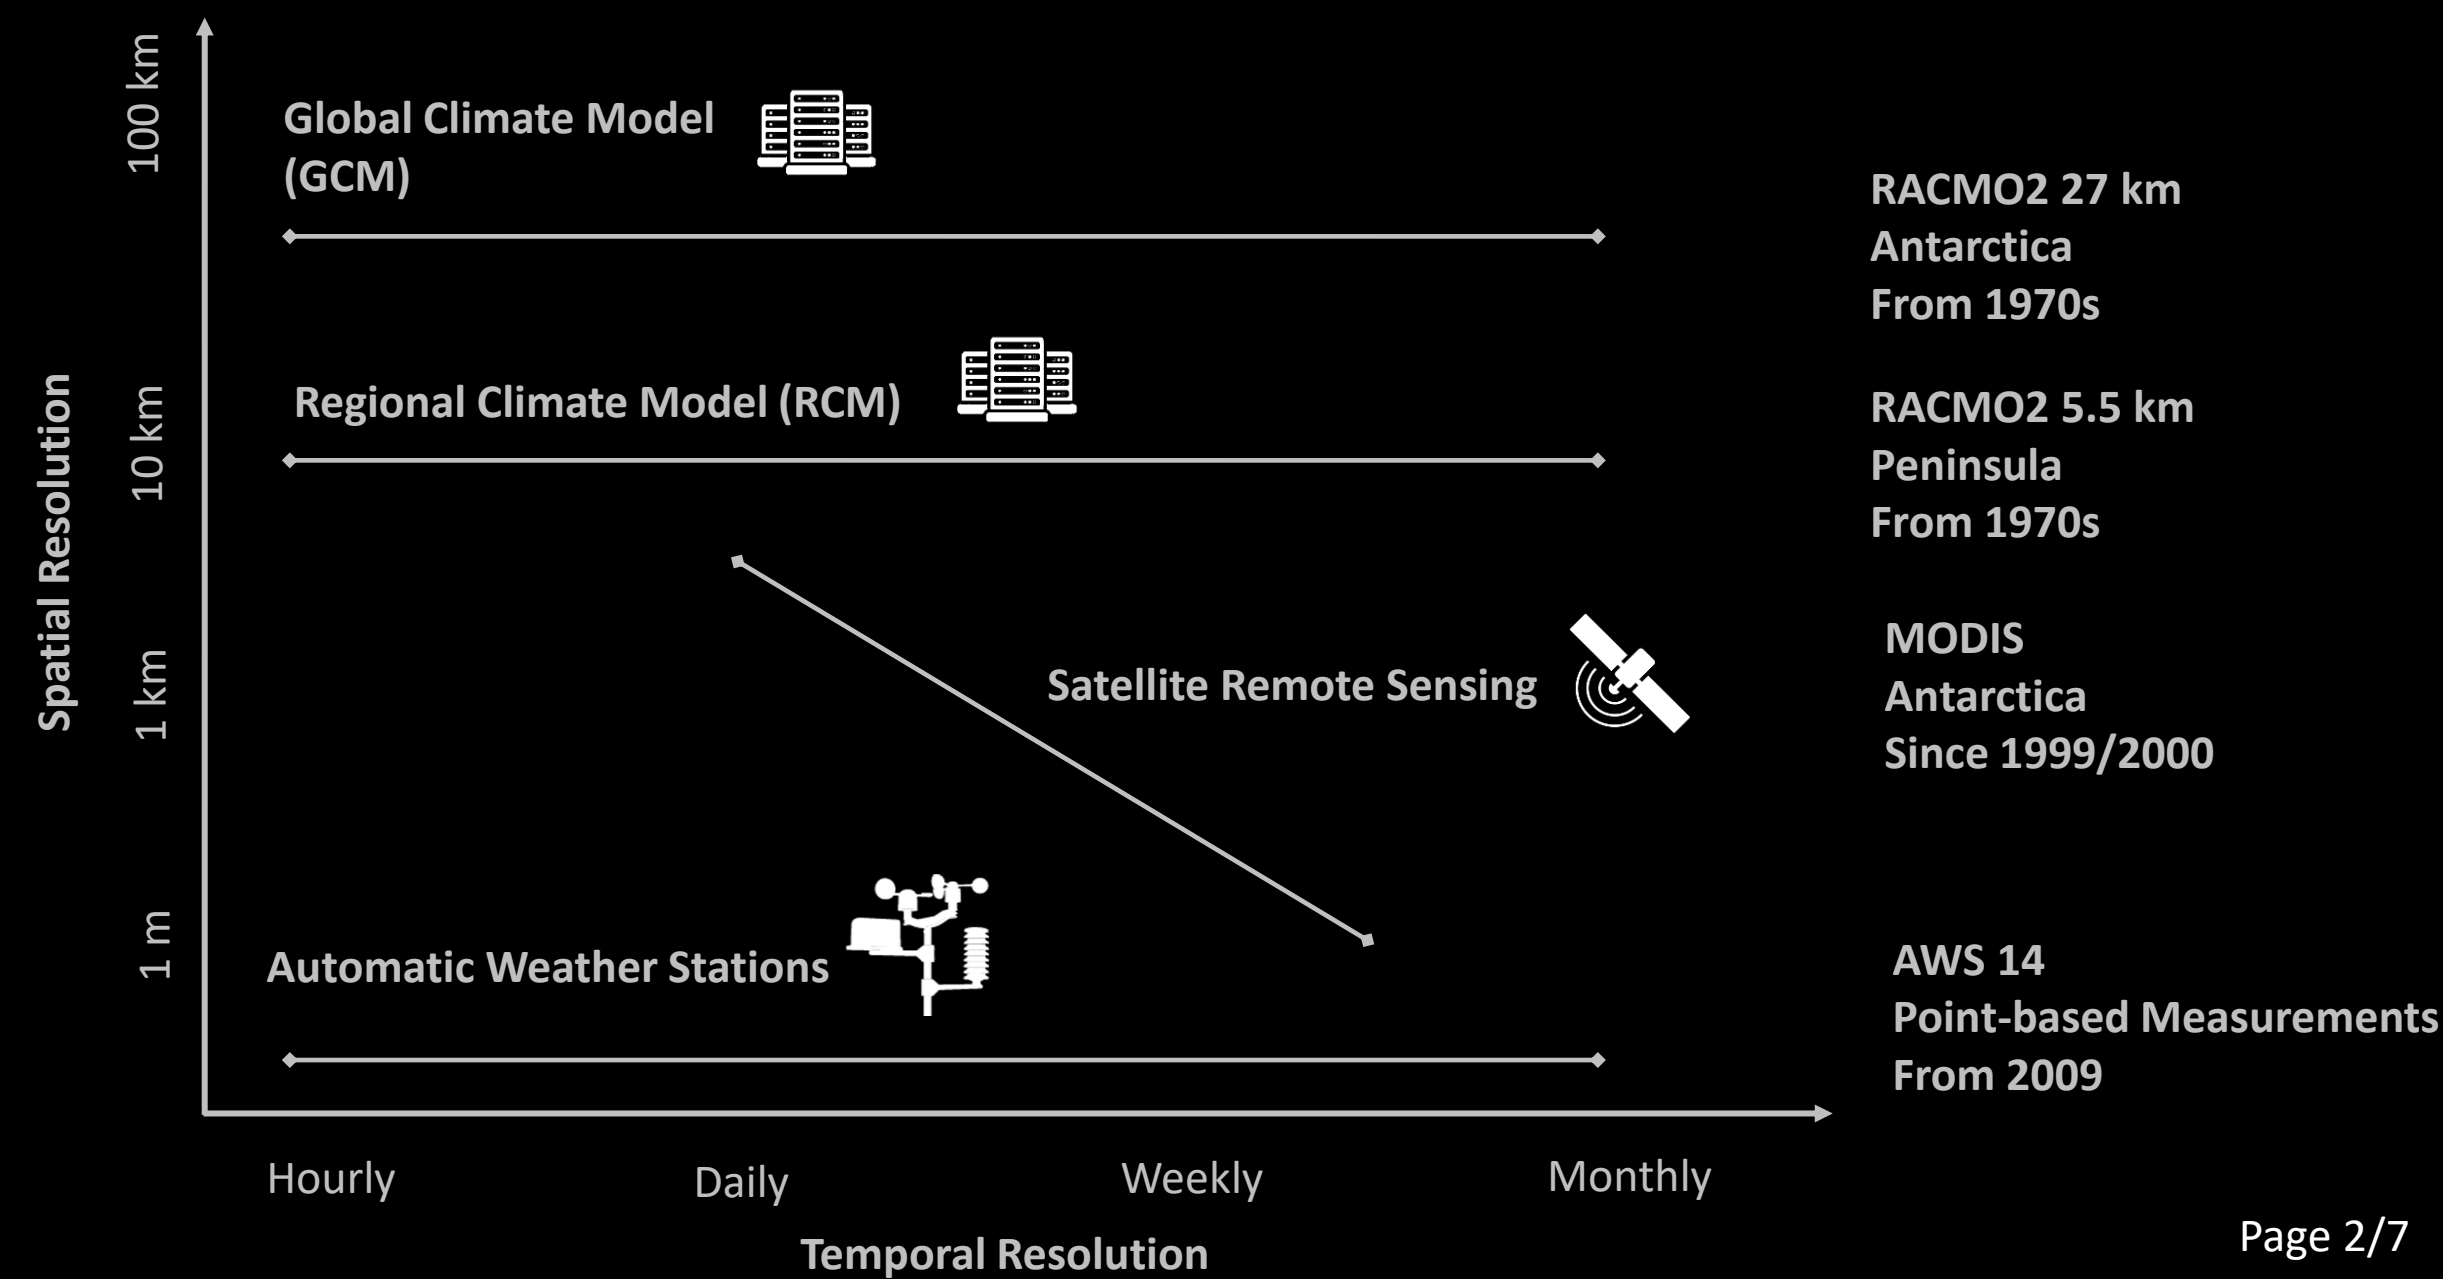 100 km
10 km
1 km
1 m
Spatial Resolution
Global Climate Model
(GCM)
Regional Climate Model (RCM)
Satellite Remote Sensing
Automatic Weather Stations
RACMO2 27 km
Antarctica
From 1970s
RACMO2 5.5 km
Peninsula
From 1970s
MODIS
Antarctica
Since 1999/2000
AWS 14
Point-based Measurements
From 2009
Hourly
Daily
Weekly
Monthly
Temporal Resolution
Page 2/7